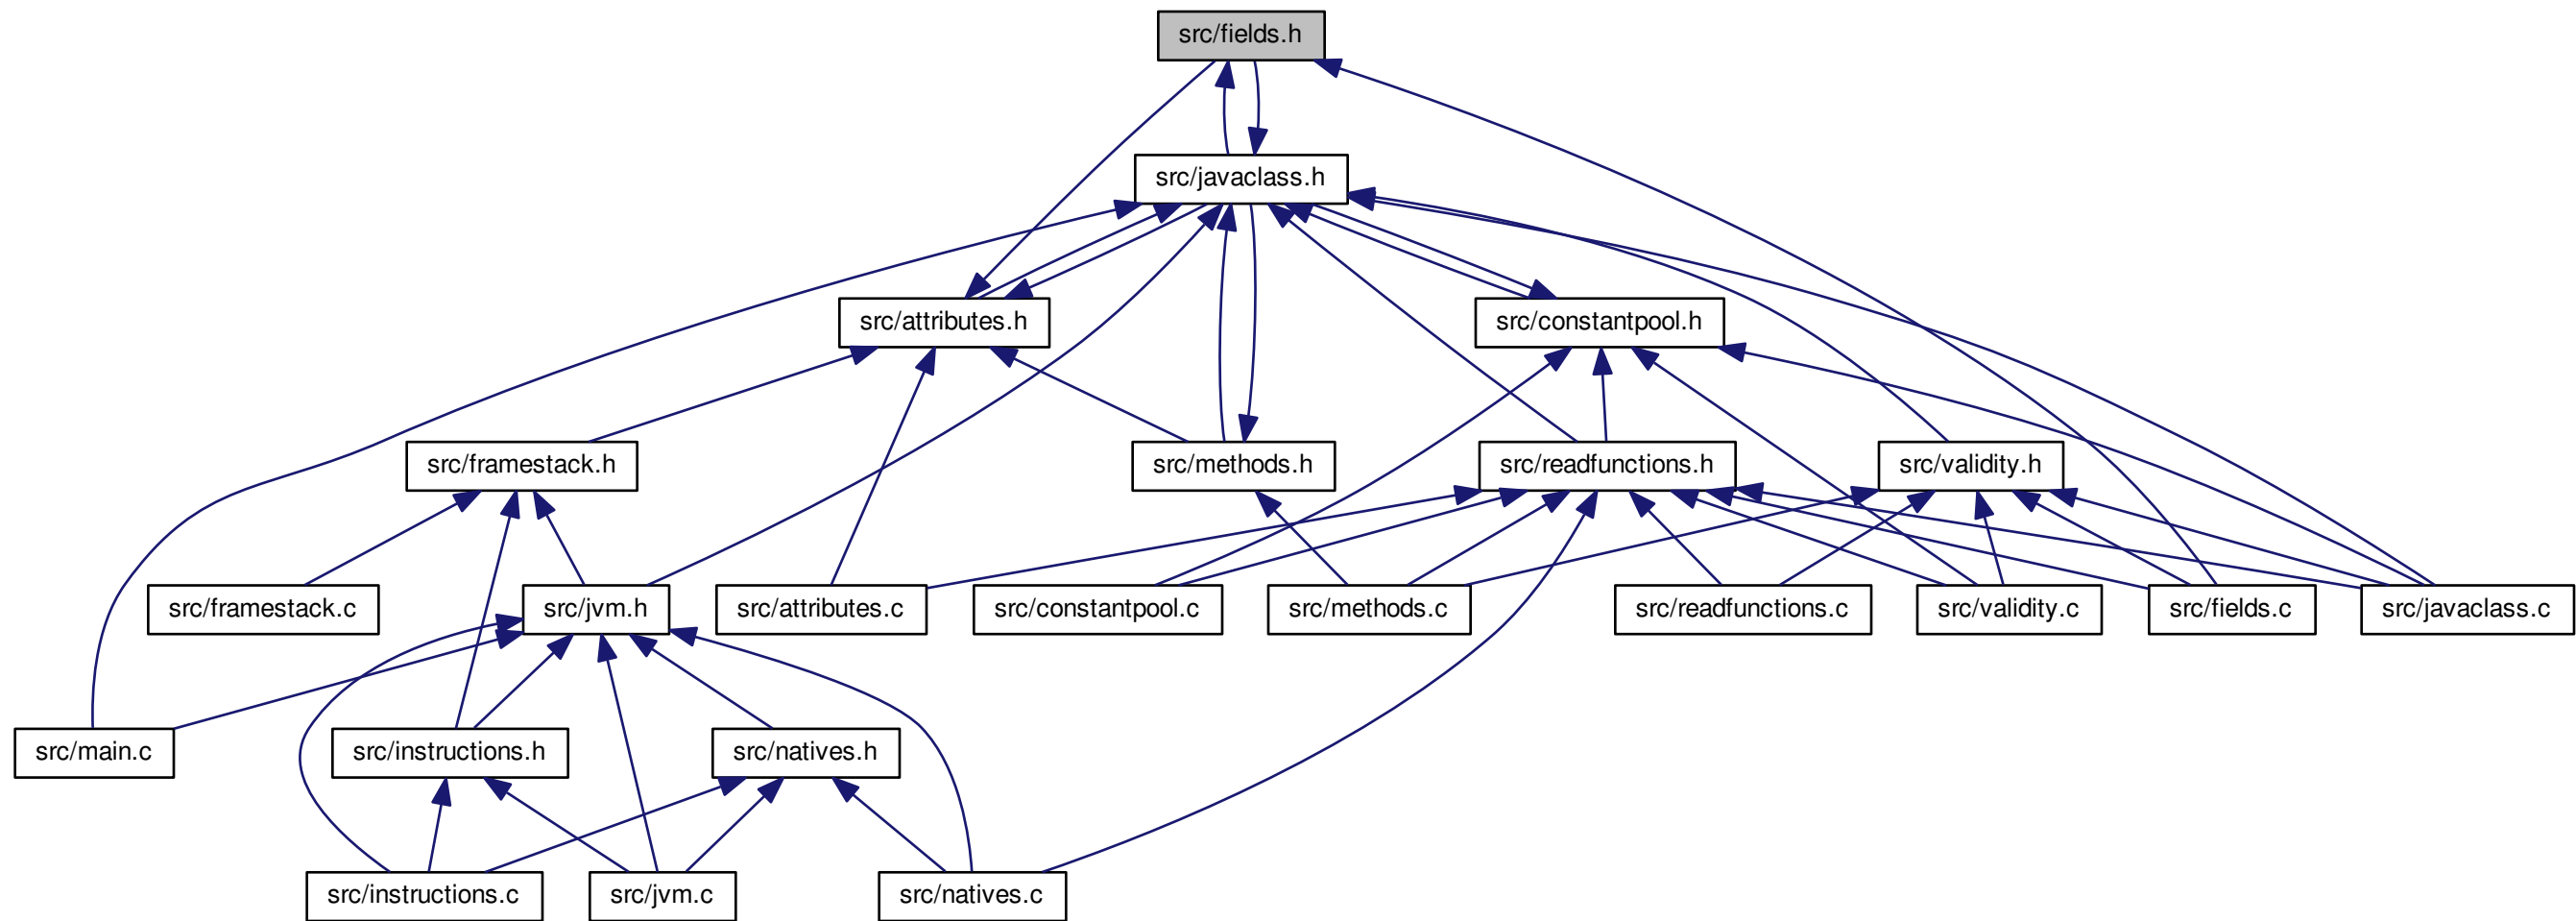 src/fields.h
src/javaclass.h
src/attributes.h
src/constantpool.h
src/framestack.h
src/methods.h
src/readfunctions.h
src/validity.h
src/framestack.c
src/jvm.h
src/attributes.c
src/constantpool.c
src/methods.c
src/readfunctions.c
src/validity.c
src/fields.c
src/javaclass.c
src/main.c
src/instructions.h
src/natives.h
src/instructions.c
src/jvm.c
src/natives.c